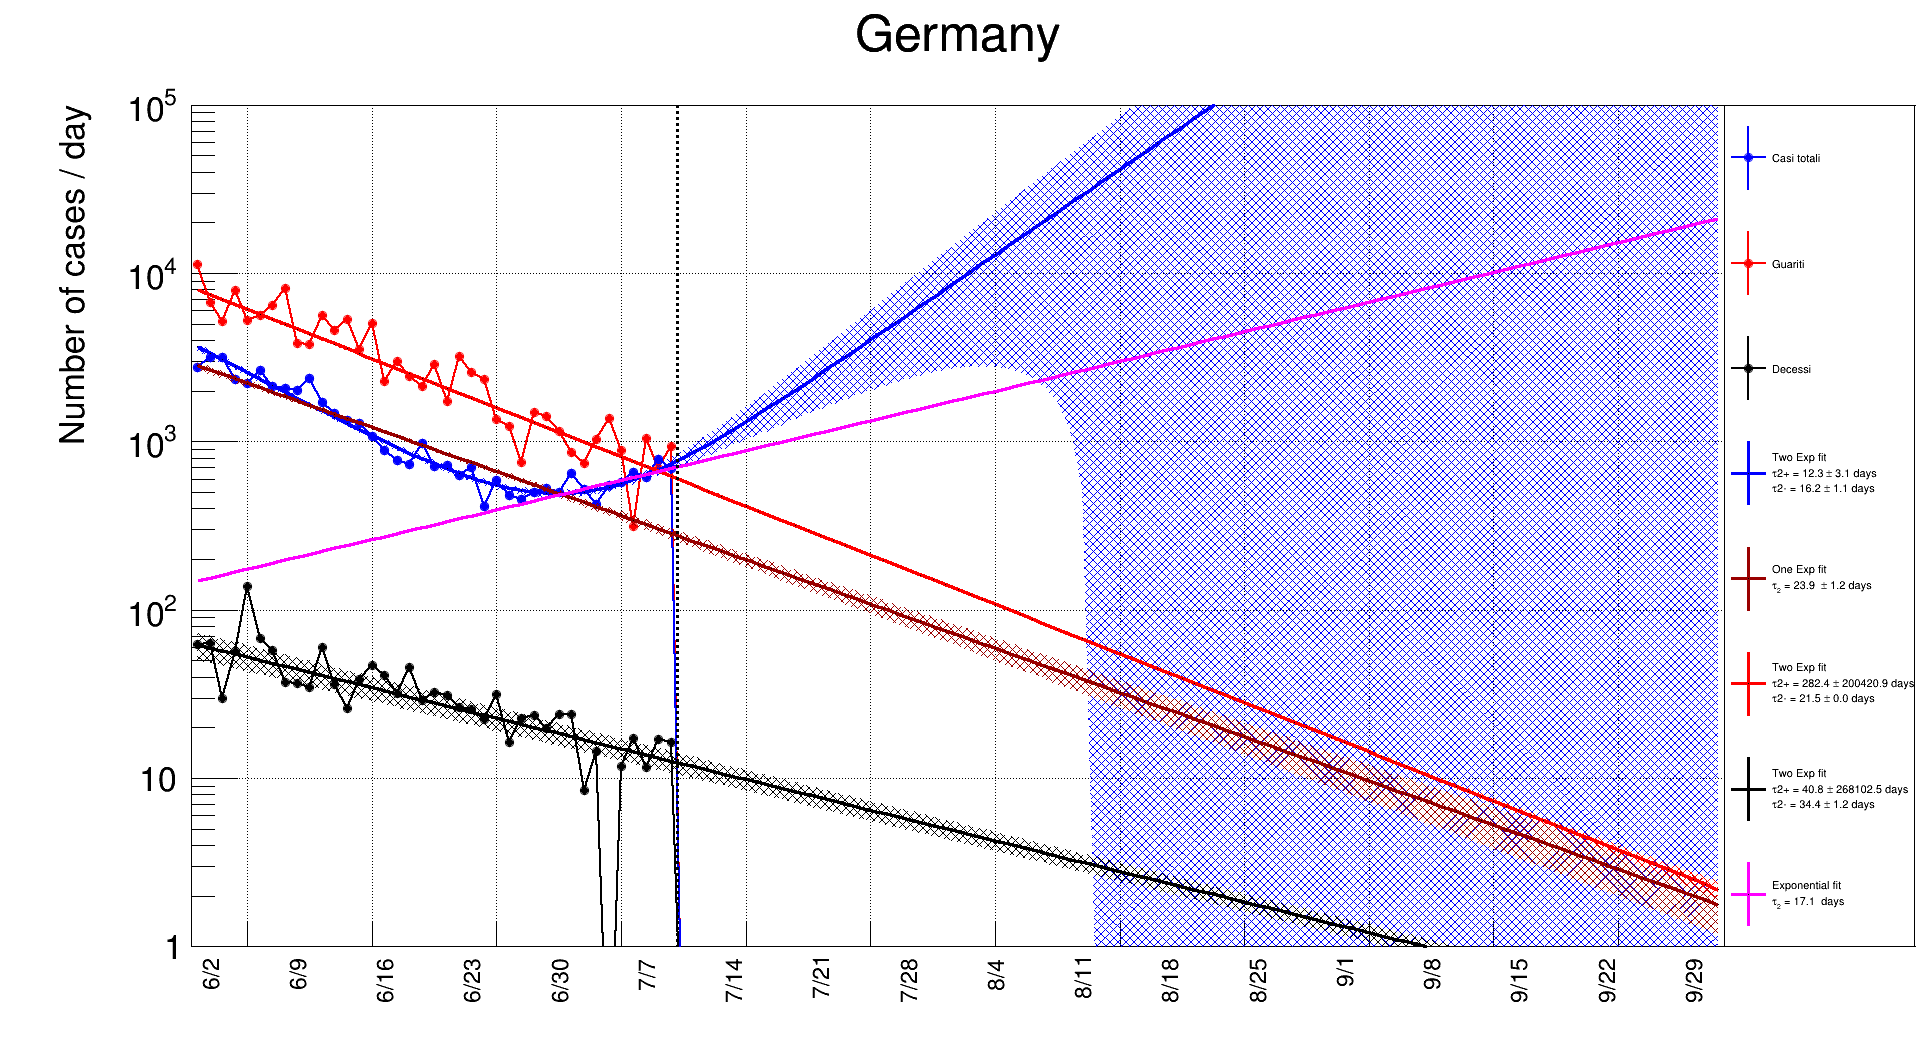 Germany
Number of cases / day
10^5
10^4
10^3
10^2
10
1
6/2 6/9 6/16 6/23 6/30 7/7 7/14 7/21 7/28 8/4 8/11 8/18 8/25 9/1 9/8 9/15 9/22 9/29
Casi totali
Guariti
Decessi
Two Exp fit
τ2+ = 12.3 ± 3.1 days
τ2- = 16.2 ± 1.1 days
One Exp fit
τ₂ = 23.9 ± 1.2 days
Two Exp fit
τ2+ = 282.4 ± 200420.9 days
τ2- = 21.5 ± 0.0 days
Two Exp fit
τ2+ = 40.8 ± 268102.5 days
τ2- = 34.4 ± 1.2 days
Exponential fit
τ₂ = 17.1 days